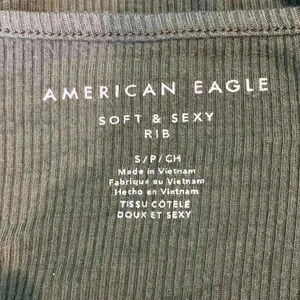 AMERICAN EAGLE
SOFT & SEXY
RIB
S/P/CH
Made in Vietnam
Fabriqué au Vietnam
Hecho en Vietnam
TISSU CÔTELÉ
DOUX ET SEXY